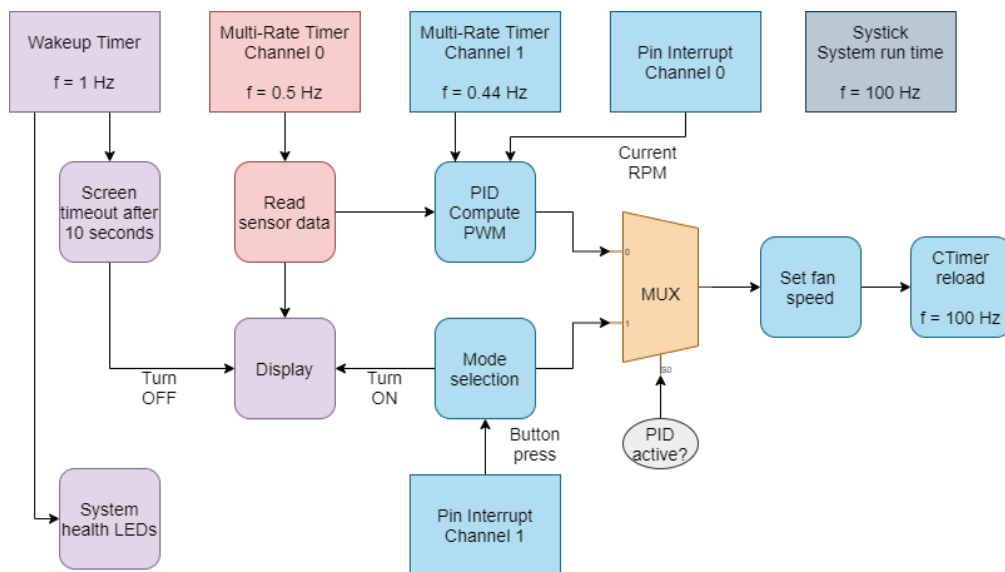 Wakeup Timer
f = 1 Hz
Multi-Rate Timer
Channel 0
f = 0.5 Hz
Multi-Rate Timer
Channel 1
f = 0.44 Hz
Pin Interrupt
Channel 0
Systick
System run time
f = 100 Hz
Current
RPM
Screen
timeout after
10 seconds
Read
sensor data
PID
Compute
PWM
0
MUX
1
S0
Set fan
speed
CTimer
reload
f = 100 Hz
Turn
OFF
Display
Turn
ON
Mode
selection
PID
active?
Button
press
System
health LEDs
Pin Interrupt
Channel 1